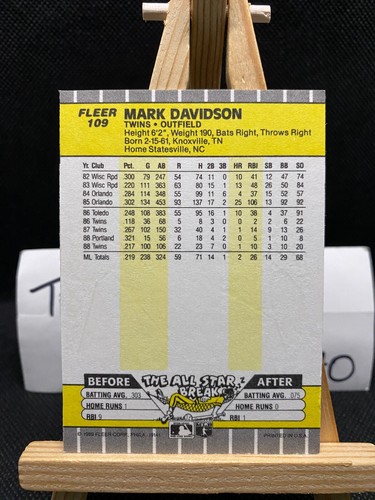 FLEER
109
MARK DAVIDSON
TWINS • OUTFIELD
Height 6'2", Weight 190, Bats Right, Throws Right
Born 2-15-61, Knoxville, TN
Home Statesville, NC
Yr. Club Pct. G AB R H 2B 3B HR RBI SB BB SO
82 Wisc Rpd 300 79 247 54 74 11 0 10 41 12 47 74
83 Wisc Rpd 220 111 363 63 80 15 1 13 48 26 50 84
84 Orlando 284 114 348 55 99 11 6 4 37 15 52 57
85 Orlando 302 134 453 93 137 17 2 25 106 13 92 92
86 Toledo 248 108 383 55 95 16 1 10 38 4 37 91
86 Twins 118 36 68 5 8 3 0 0 2 2 6 22
87 Twins 267 102 150 32 40 4 1 1 14 9 13 26
88 Portland 321 15 56 6 18 4 2 0 5 1 10 8
88 Twins 217 100 106 22 23 7 0 1 10 3 10 20
ML Totals 219 238 324 59 71 14 1 2 26 14 29 68
BEFORE THE ALL STAR BREAK AFTER
BATTING AVG. .303 BATTING AVG. .075
HOME RUNS 1 HOME RUNS 0
RBI 9 RBI 1
© 1989 FLEER CORP. PHILA. 19141 PRINTED IN U.S.A.